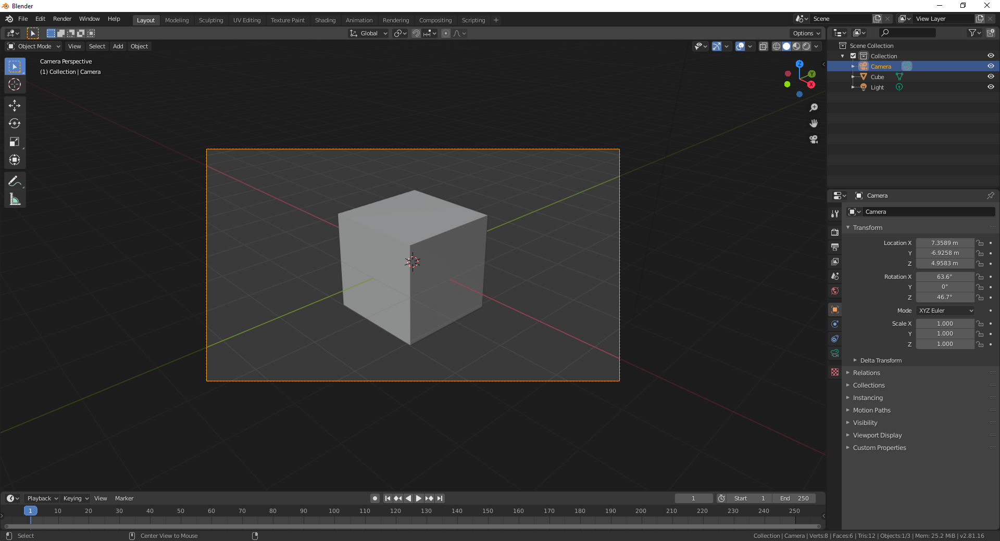 Blender
File Edit Render Window Help Layout Modeling Sculpting UV Editing Texture Paint Shading Animation Rendering Compositing Scripting + Scene View Layer
Global Options
Object Mode View Select Add Object
Camera Perspective
(1) Collection | Camera
Z
Y
X
Scene Collection
Collection
Camera
Cube
Light
Camera
Camera
Transform
Location X 7.3589 m
Y -6.9258 m
Z 4.9583 m
Rotation X 63.6°
Y 0°
Z 46.7°
Mode XYZ Euler
Scale X 1.000
Y 1.000
Z 1.000
Delta Transform
Relations
Collections
Instancing
Motion Paths
Visibility
Viewport Display
Custom Properties
Playback Keying View Marker 1 Start 1 End 250
1 10 20 30 40 50 60 70 80 90 100 110 120 130 140 150 160 170 180 190 200 210 220 230 240 250
Select Center View to Mouse Collection | Camera | Verts:8 | Faces:6 | Tris:12 | Objects:1/3 | Mem: 25.2 MiB | v2.81.16